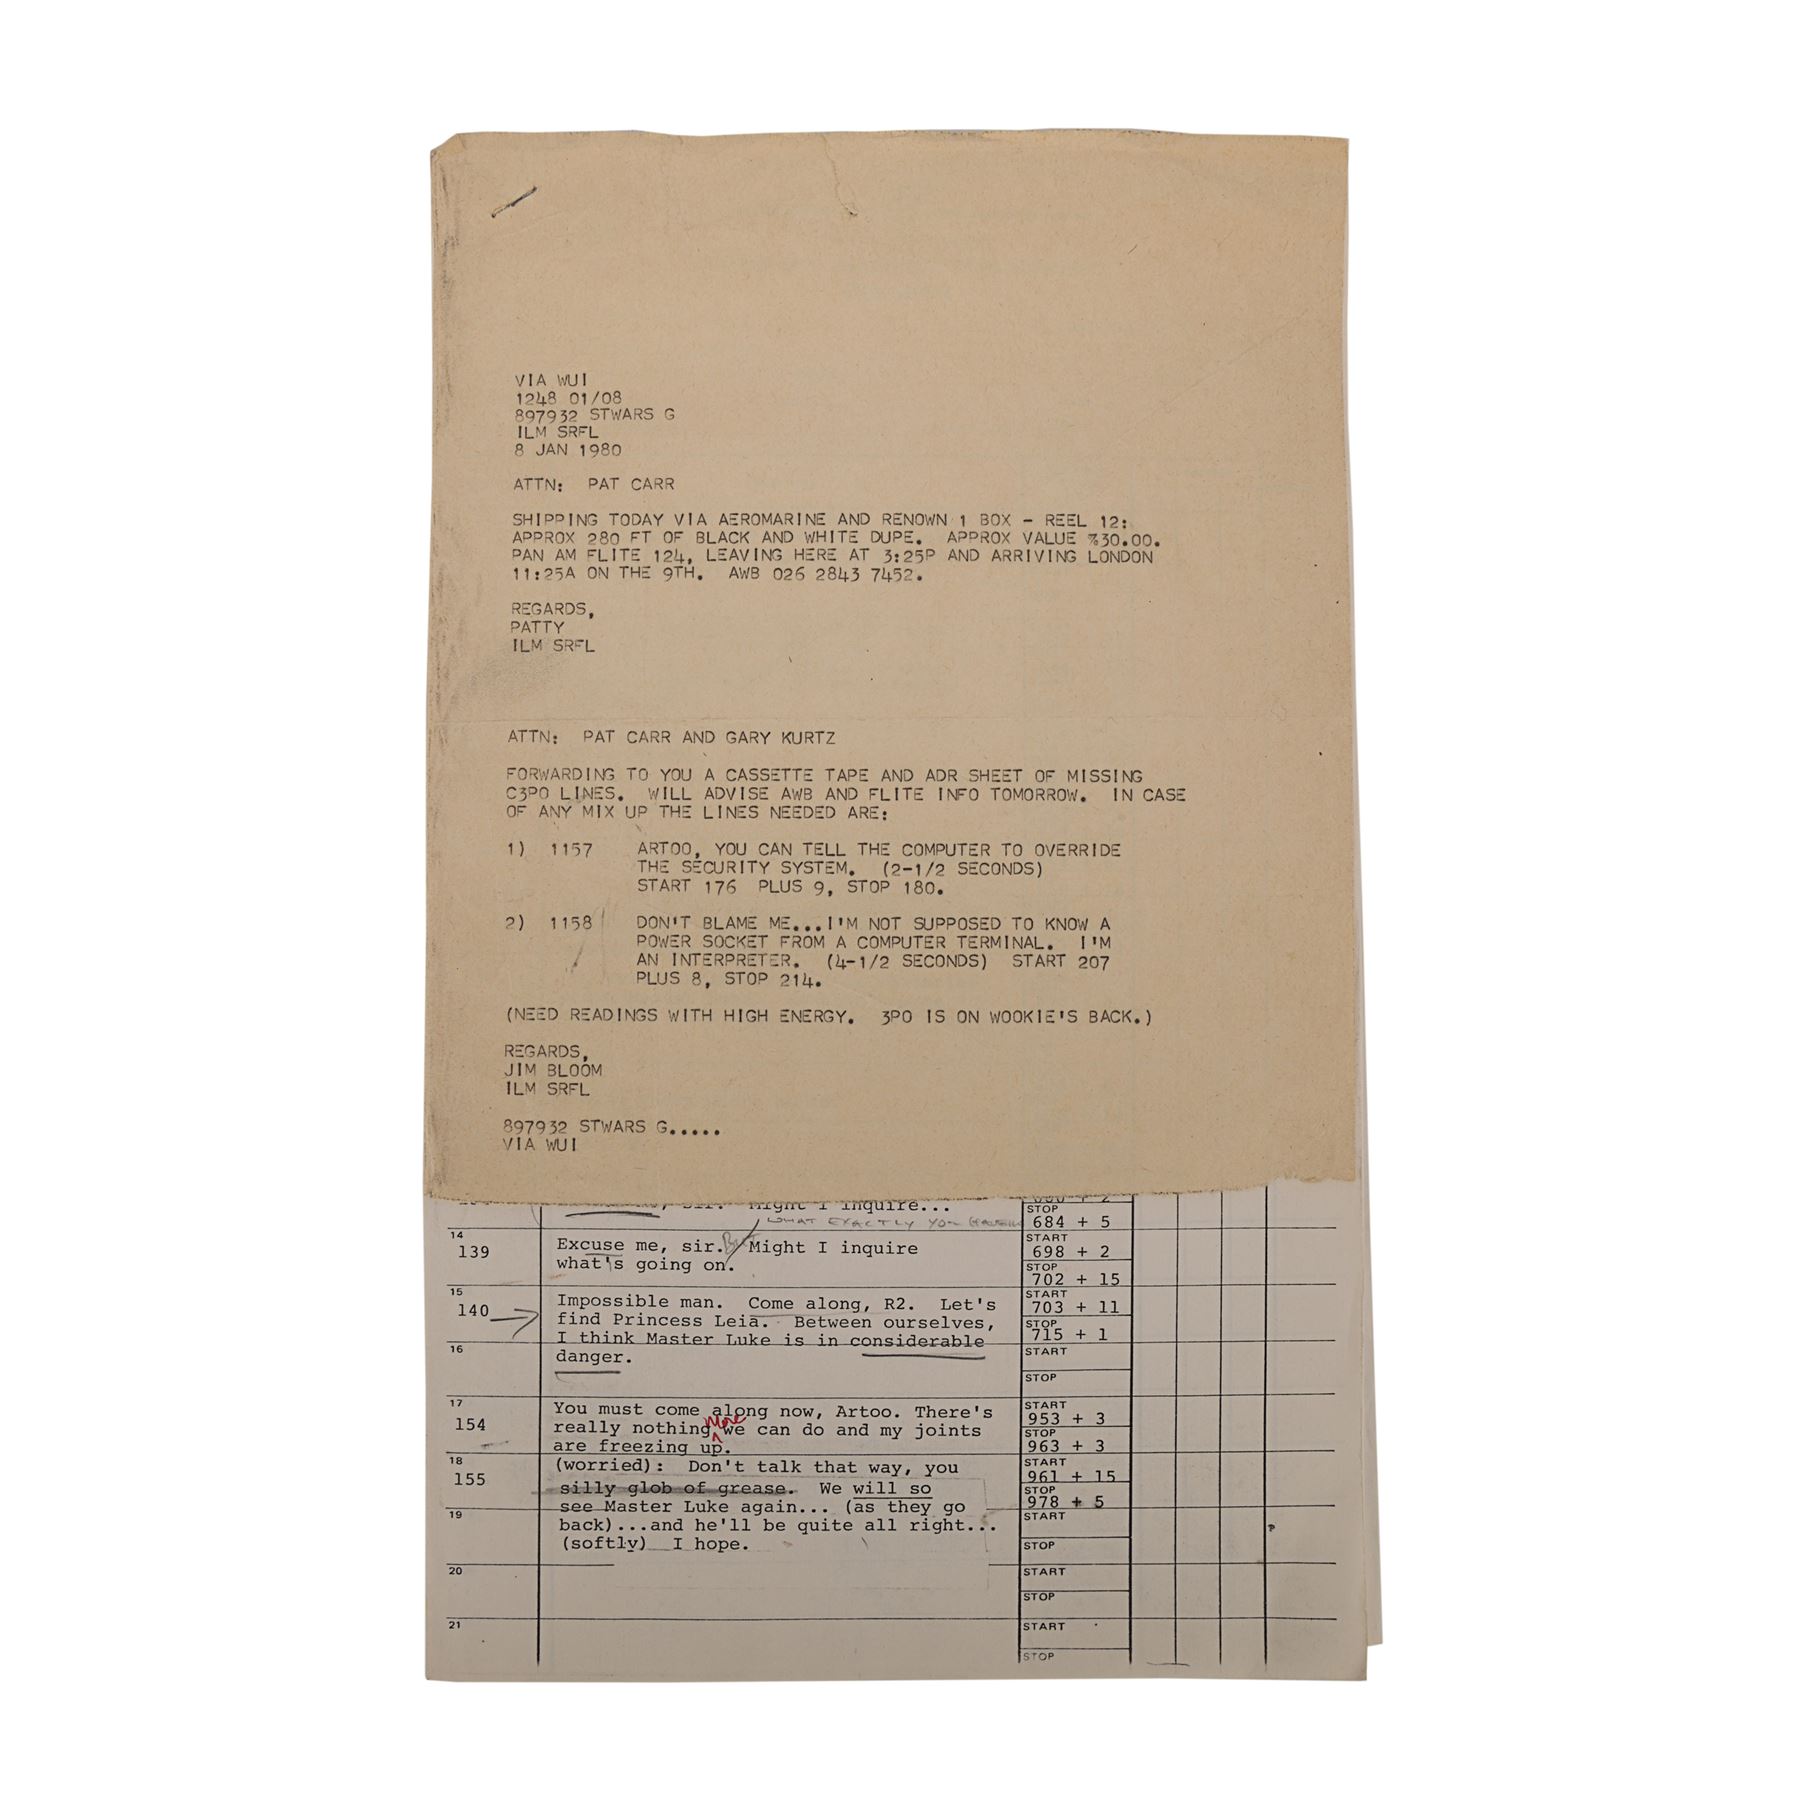 VIA WUI
1248 01/08
897932 STWARS G
ILM SRFL
8 JAN 1980
ATTN: PAT CARR
SHIPPING TODAY VIA AEROMARINE AND RENOWN 1 BOX - REEL 12:
APPROX 280 FT OF BLACK AND WHITE DUPE. APPROX VALUE %30.00.
PAN AM FLITE 124, LEAVING HERE AT 3:25P AND ARRIVING LONDON
11:25A ON THE 9TH. AWB 026 2843 7452.
REGARDS,
PATTY
ILM SRFL
ATTN: PAT CARR AND GARY KURTZ
FORWARDING TO YOU A CASSETTE TAPE AND ADR SHEET OF MISSING
C3PO LINES. WILL ADVISE AWB AND FLITE INFO TOMORROW. IN CASE
OF ANY MIX UP THE LINES NEEDED ARE:
1) 1157 ARTOO, YOU CAN TELL THE COMPUTER TO OVERRIDE
THE SECURITY SYSTEM. (2-1/2 SECONDS)
START 176 PLUS 9, STOP 180.
2) 1158 DON'T BLAME ME...I'M NOT SUPPOSED TO KNOW A
POWER SOCKET FROM A COMPUTER TERMINAL. I'M
AN INTERPRETER. (4-1/2 SECONDS) START 207
PLUS 8, STOP 214.
(NEED READINGS WITH HIGH ENERGY. 3PO IS ON WOOKIE'S BACK.)
REGARDS,
JIM BLOOM
ILM SRFL
897932 STWARS G.....
VIA WUI
sir. Might I inquire...
STOP
684 + 5
WHAT EXACTLY YOU
14
139
Excuse me, sir. But Might I inquire
what's going on.
START
698 + 2
STOP
702 + 15
15
140
Impossible man. Come along, R2. Let's
find Princess Leia. Between ourselves,
I think Master Luke is in considerable
danger.
START
703 + 11
STOP
715 + 1
16
START
STOP
17
154
You must come along now, Artoo. There's
really nothing more we can do and my joints
are freezing up.
START
953 + 3
STOP
963 + 3
18
155
(worried): Don't talk that way, you
silly glob of grease. We will so
see Master Luke again... (as they go
back)...and he'll be quite all right...
(softly) I hope.
START
961 + 15
STOP
978 + 5
19
START
STOP
20
START
STOP
21
START
STOP